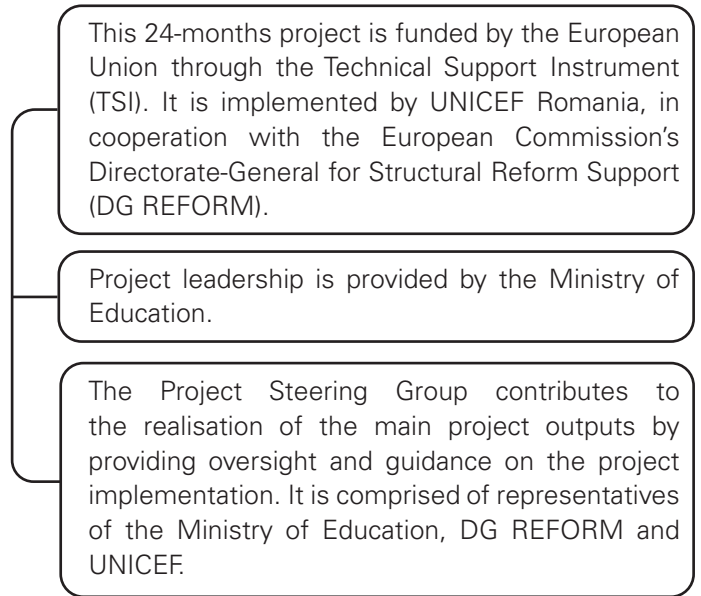 This 24-months project is funded by the European
Union through the Technical Support Instrument
(TSI). It is implemented by UNICEF Romania, in
cooperation with the European Commission’s
Directorate-General for Structural Reform Support
(DG REFORM).
Project leadership is provided by the Ministry of
Education.
The Project Steering Group contributes to
the realisation of the main project outputs by
providing oversight and guidance on the project
implementation. It is comprised of representatives
of the Ministry of Education, DG REFORM and
UNICEF.